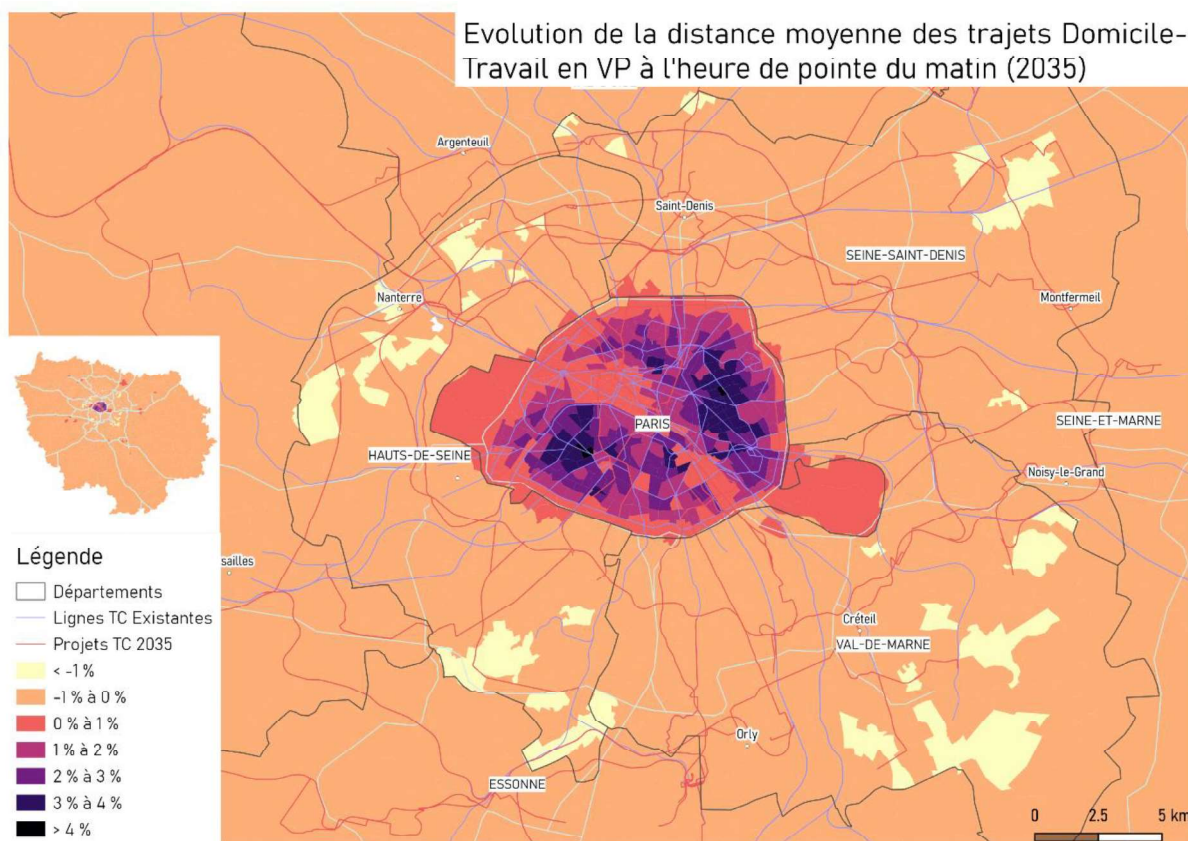 Evolution de la distance moyenne des trajets Domicile-
Travail en VP à l'heure de pointe du matin (2035)
Argenteuil
Saint-Denis
SEINE-SAINT-DENIS
Nanterre
Montfermeil
PARIS
SEINE-ET-MARNE
HAUTS-DE-SEINE
Noisy-le-Grand
sailles
Créteil
VAL-DE-MARNE
Orly
ESSONNE
Légende
Départements
Lignes TC Existantes
Projets TC 2035
< -1 %
-1 % à 0 %
0 % à 1 %
1 % à 2 %
2 % à 3 %
3 % à 4 %
> 4 %
0 2.5 5 km